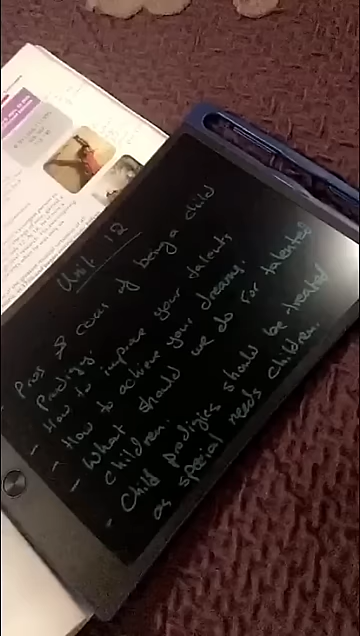 Unit 12
- Pros & cons of being a child
Prodigy.
- How to improve your talents
- How to achieve your dreams.
- What should we do for talented
children.
- Child prodigies should be treated
as special needs children.